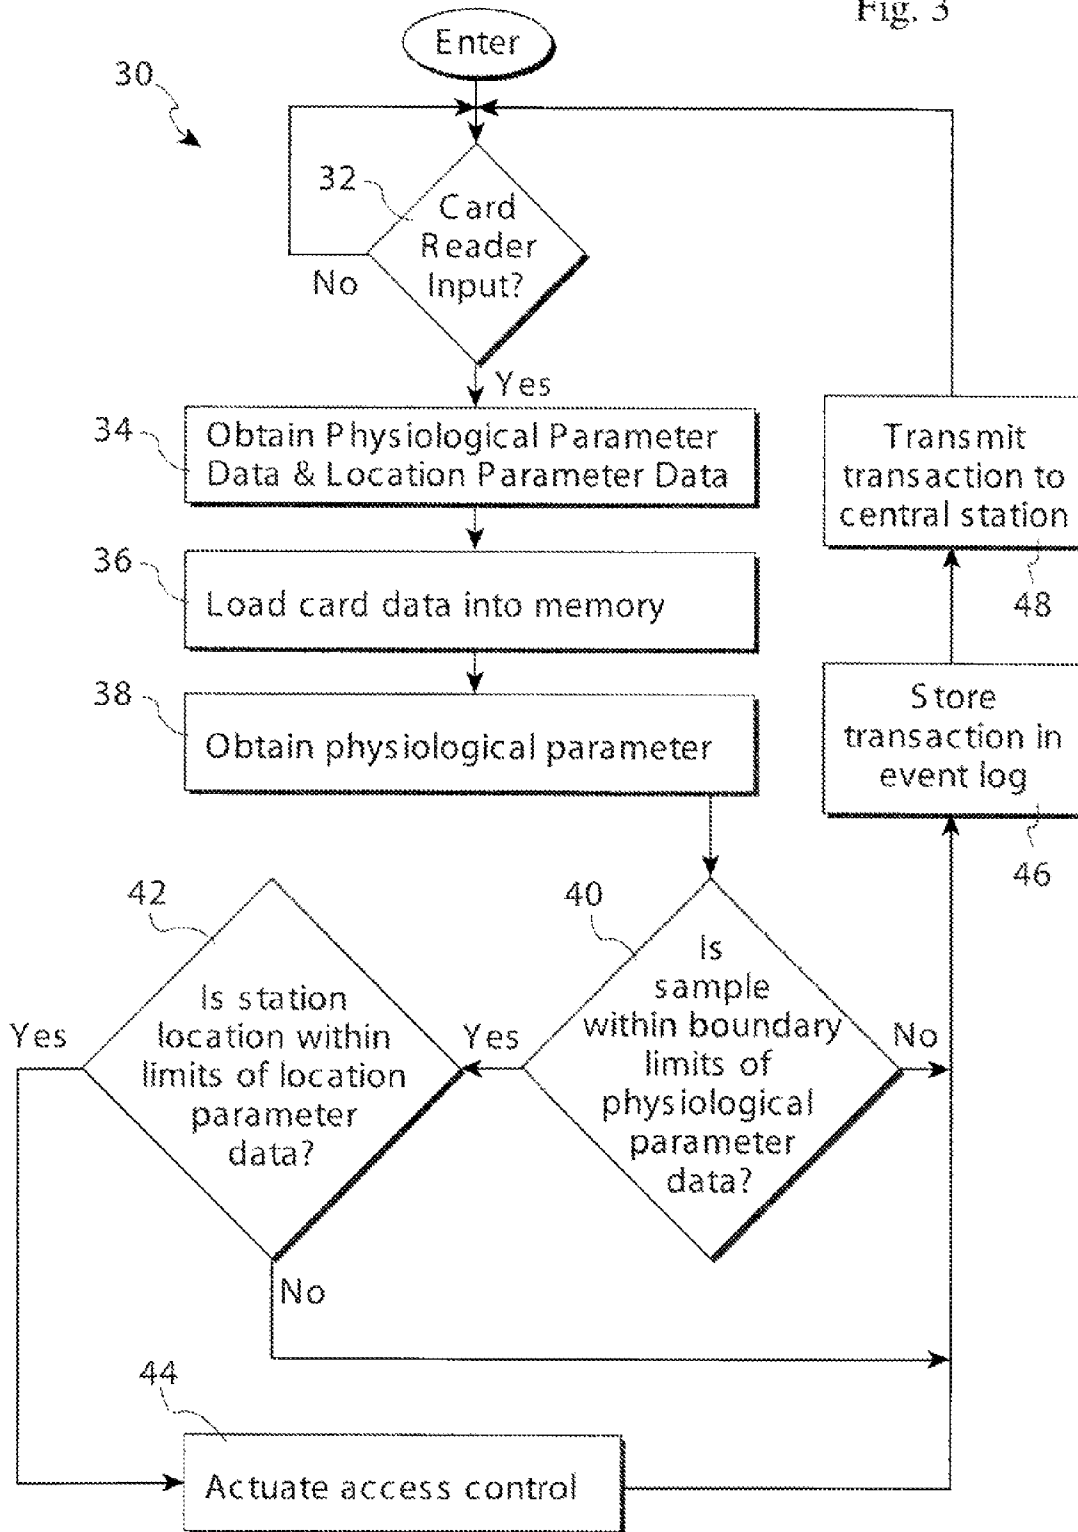 Fig. 3
Enter
30
32
Card
Reader
Input?
No
Yes
34
Obtain Physiological Parameter
Data & Location Parameter Data
36
Load card data into memory
38
Obtain physiological parameter
Transmit
transaction to
central station
48
Store
transaction in
event log
46
40
Is
sample
within boundary
limits of
physiological
parameter
data?
No
Yes
42
Is station
location within
limits of location
parameter
data?
Yes
No
44
Actuate access control